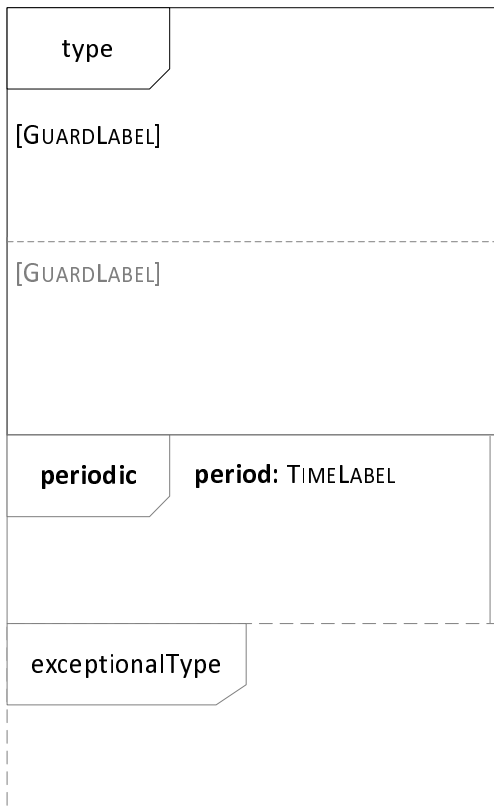 type
[GUARDLABEL]
[GUARDLABEL]
periodic period: TIMELABEL
exceptionalType